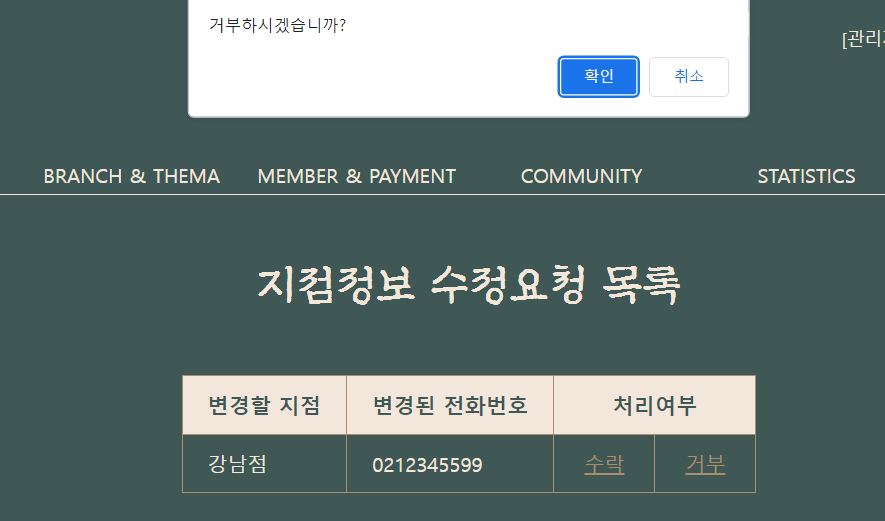 거부하시겠습니까?
확인 취소
[관리
BRANCH & THEMA MEMBER & PAYMENT COMMUNITY STATISTICS
지점정보 수정요청 목록
변경할 지점 변경된 전화번호 처리여부
강남점 0212345599 수락 거부